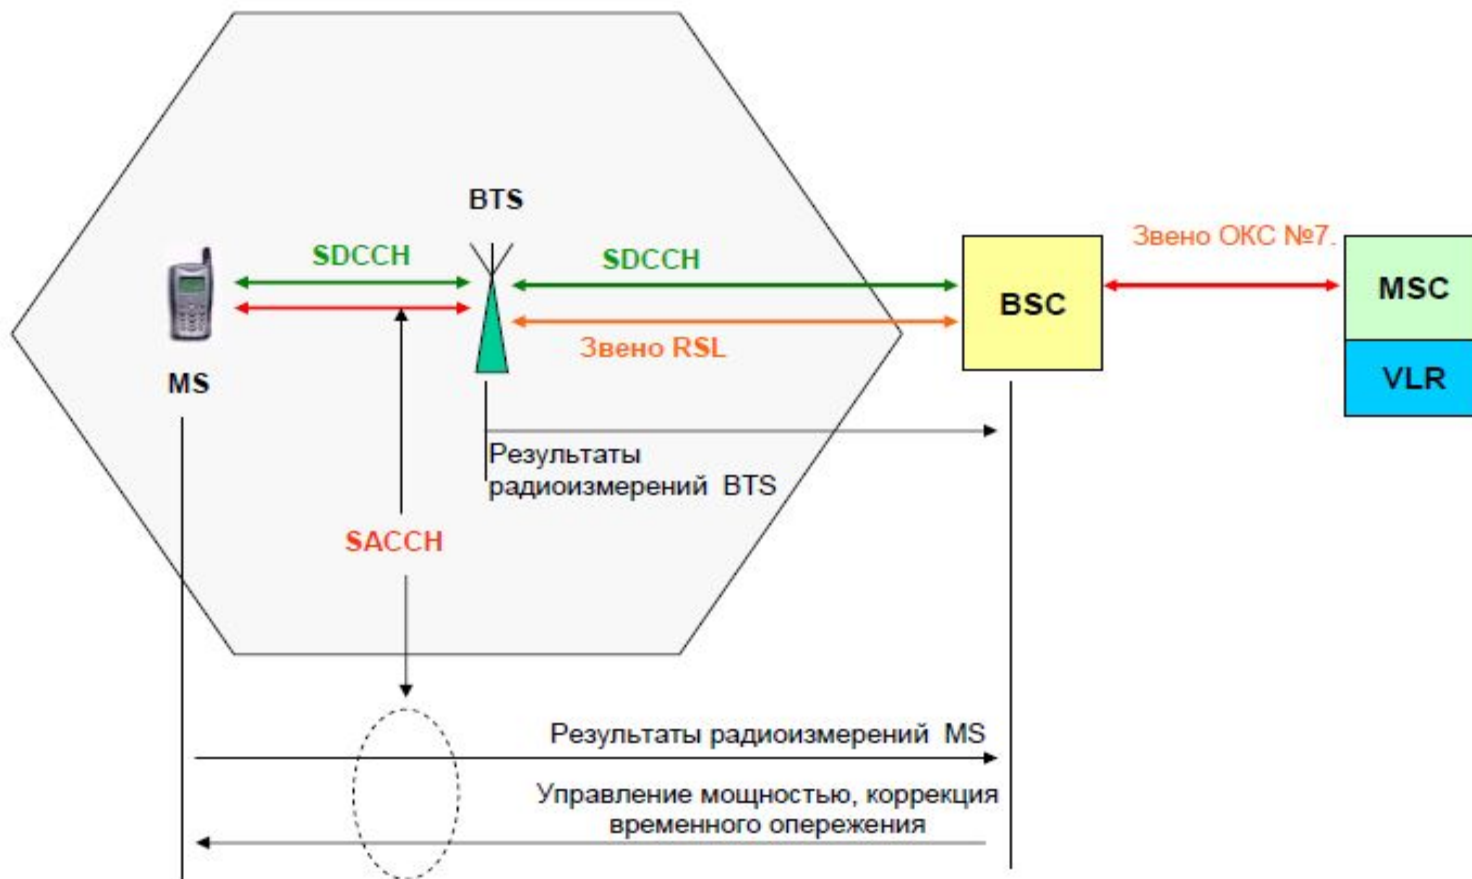 BTS
SDCCH
SDCCH
Звено ОКС №7.
BSC
MSC
Звено RSL
MS
VLR
Результаты
радиоизмерений BTS
SACCH
Результаты радиоизмерений MS
Управление мощностью, коррекция
временного опережения